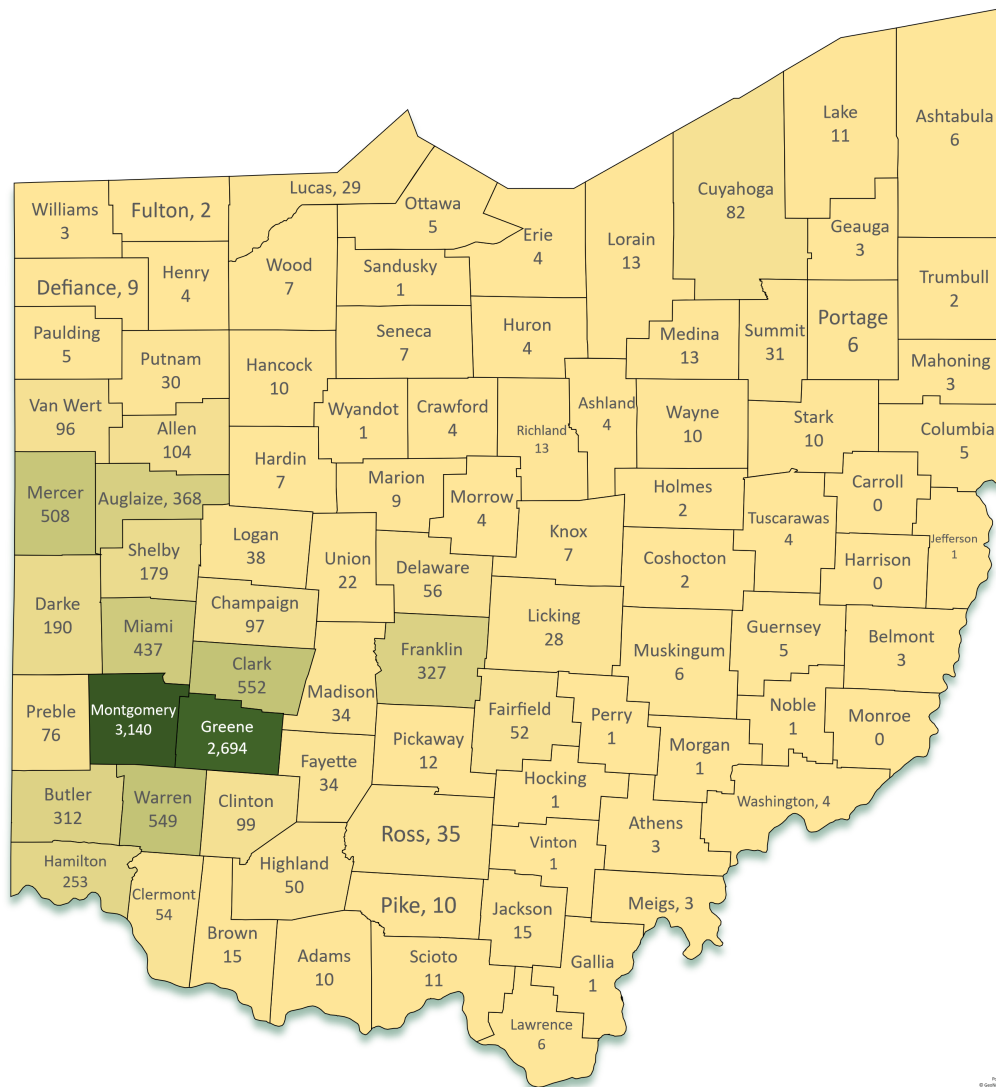 Lake
11
Ashtabula
6
Cuyahoga
82
Lucas, 29
Ottawa
5
Williams
3
Fulton, 2
Geauga
3
Erie
4
Lorain
13
Wood
7
Sandusky
1
Henry
4
Defiance, 9
Trumbull
2
Portage
6
Paulding
5
Seneca
7
Huron
4
Medina
13
Summit
31
Putnam
30
Hancock
10
Mahoning
3
Van Wert
96
Allen
104
Wyandot
1
Crawford
4
Richland
13
Ashland
4
Wayne
10
Stark
10
Columbia
5
Hardin
7
Marion
9
Morrow
4
Holmes
2
Carroll
0
Mercer
508
Auglaize, 368
Tuscarawas
4
Logan
38
Knox
7
Jefferson
1
Shelby
179
Union
22
Delaware
56
Coshocton
2
Harrison
0
Darke
190
Champaign
97
Licking
28
Miami
437
Guernsey
5
Belmont
3
Franklin
327
Muskingum
6
Clark
552
Madison
34
Noble
1
Monroe
0
Preble
76
Montgomery
3,140
Greene
2,694
Fairfield
52
Perry
1
Pickaway
12
Morgan
1
Fayette
34
Hocking
1
Butler
312
Warren
549
Clinton
99
Washington, 4
Athens
3
Ross, 35
Vinton
1
Hamilton
253
Highland
50
Clermont
54
Pike, 10
Jackson
15
Meigs, 3
Brown
15
Adams
10
Scioto
11
Gallia
1
Lawrence
6